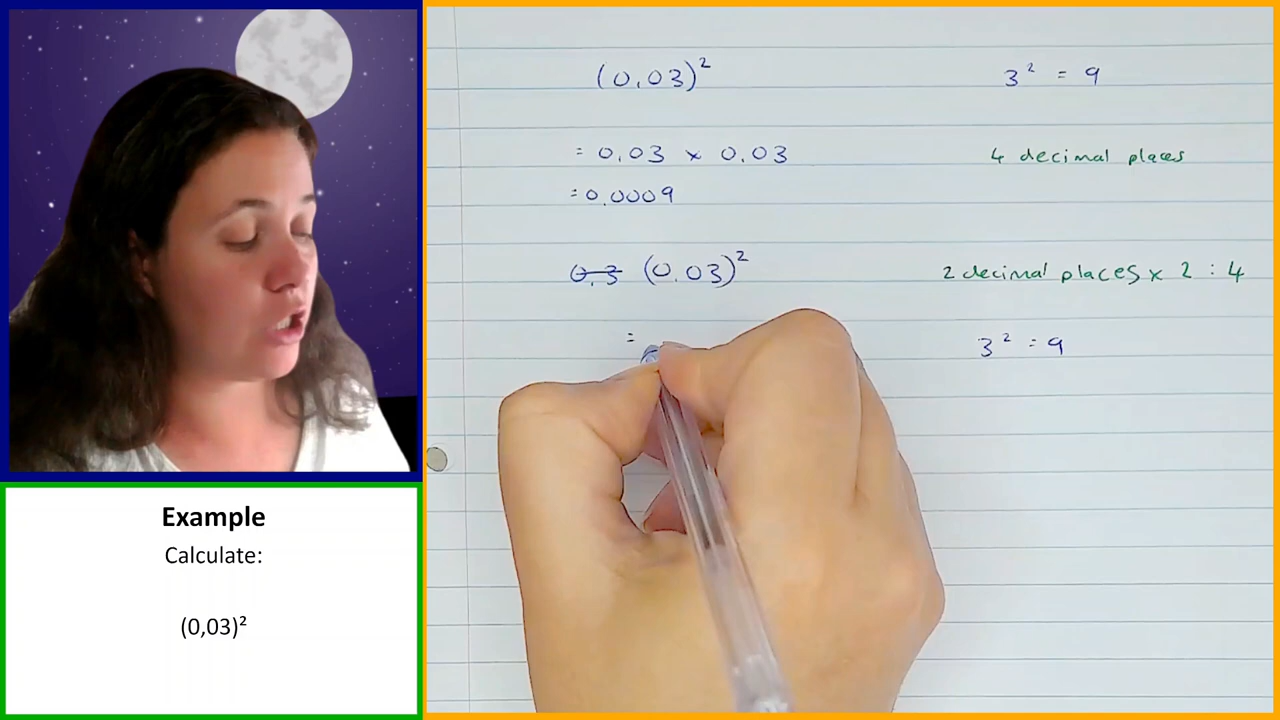 (0,03)² 3² = 9
= 0,03 x 0,03 4 decimal places
= 0,0009
0,3 (0,03)² 2 decimal places x 2 = 4
= 3² = 9
Example
Calculate:
(0,03)²